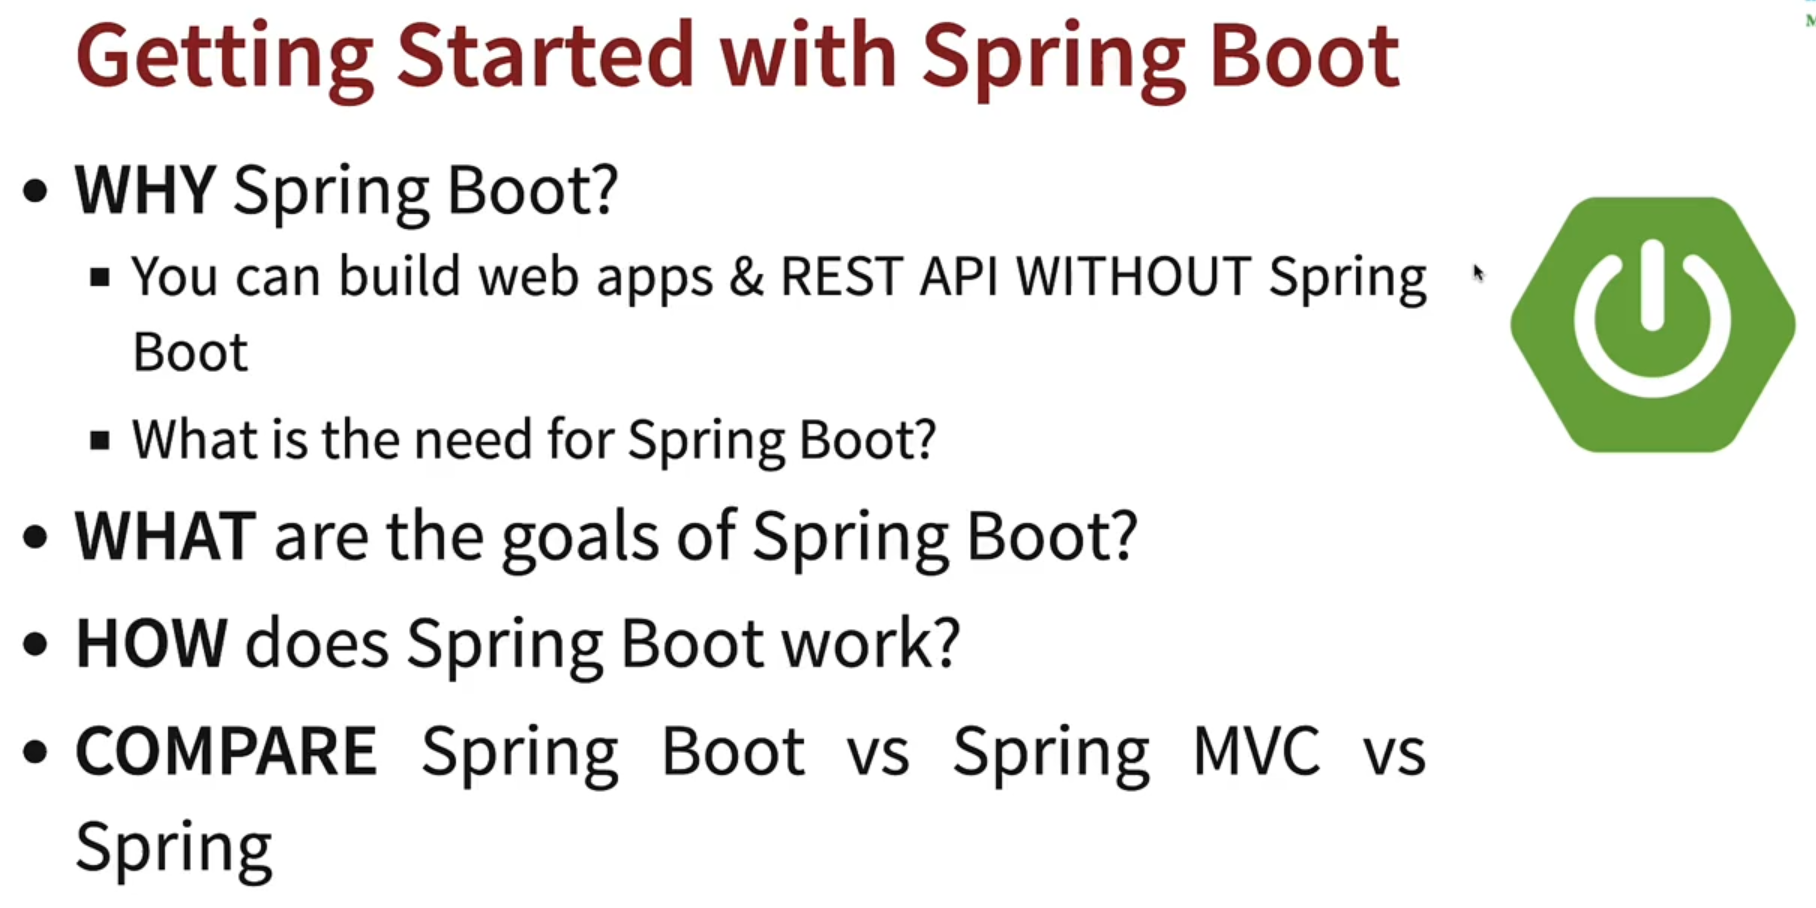 Getting Started with Spring Boot
• WHY Spring Boot?
▪ You can build web apps & REST API WITHOUT Spring
Boot
▪ What is the need for Spring Boot?
• WHAT are the goals of Spring Boot?
• HOW does Spring Boot work?
• COMPARE Spring Boot vs Spring MVC vs
Spring